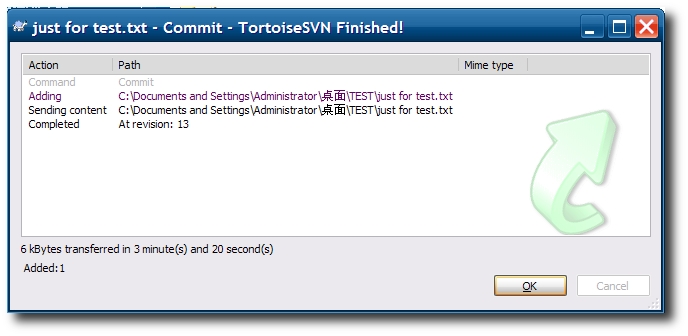 just for test.txt - Commit - TortoiseSVN Finished!
Action Path Mime type
Command Commit
Adding C:\Documents and Settings\Administrator\桌面\TEST\just for test.txt
Sending content C:\Documents and Settings\Administrator\桌面\TEST\just for test.txt
Completed At revision: 13
6 kBytes transferred in 3 minute(s) and 20 second(s)
Added:1
OK Cancel